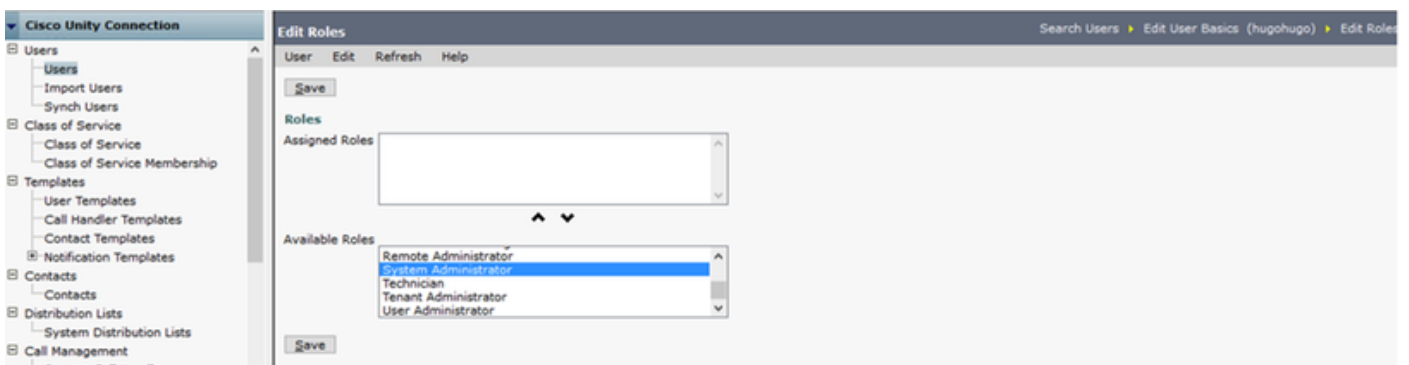 Cisco Unity Connection
Users
Users
Import Users
Synch Users
Class of Service
Class of Service
Class of Service Membership
Templates
User Templates
Call Handler Templates
Contact Templates
Notification Templates
Contacts
Contacts
Distribution Lists
System Distribution Lists
Call Management
Edit Roles
Search Users Edit User Basics (hugohugo) Edit Roles
User Edit Refresh Help
Save
Roles
Assigned Roles
Available Roles
Remote Administrator
System Administrator
Technician
Tenant Administrator
User Administrator
Save